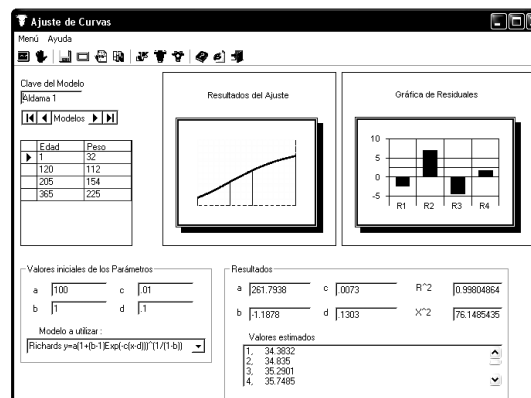 Ajuste de Curvas
Menú Ayuda
Clave del Modelo
Aldama 1
Modelos
Edad Peso
1 32
120 112
205 154
365 225
Resultados del Ajuste
Gráfica de Residuales
10
5
0
-5
R1 R2 R3 R4
Valores iniciales de los Parámetros
a 100 c .01
b 1 d .1
Modelo a utilizar :
Richards y=a(1+(b-1)Exp(-c(x-d)))^(1/(1-b))
Resultados
a 261.7938 c .0073 R^2 0.99804864
b -1.1878 d .1303 X^2 76.1485435
Valores estimados
1, 34.3832
2, 34.835
3, 35.2901
4, 35.7485